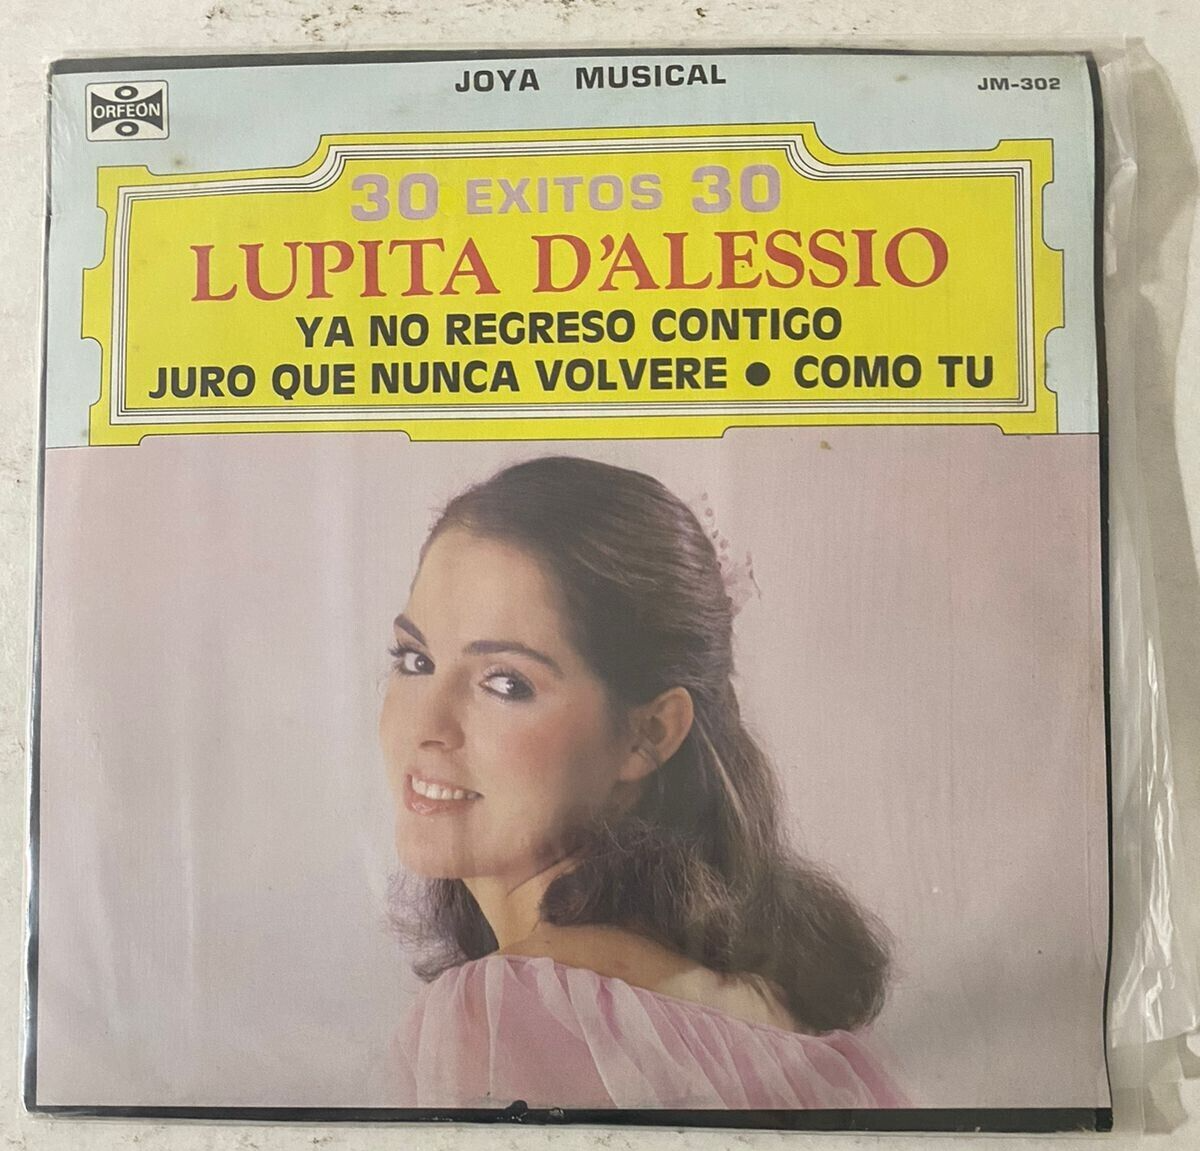 JOYA MUSICAL
JM-302
ORFEON
30 EXITOS 30
LUPITA D'ALESSIO
YA NO REGRESO CONTIGO
JURO QUE NUNCA VOLVERE ● COMO TU